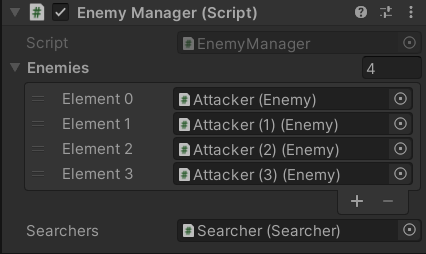 Enemy Manager (Script)
Script EnemyManager
Enemies 4
Element 0 Attacker (Enemy)
Element 1 Attacker (1) (Enemy)
Element 2 Attacker (2) (Enemy)
Element 3 Attacker (3) (Enemy)
Searchers Searcher (Searcher)